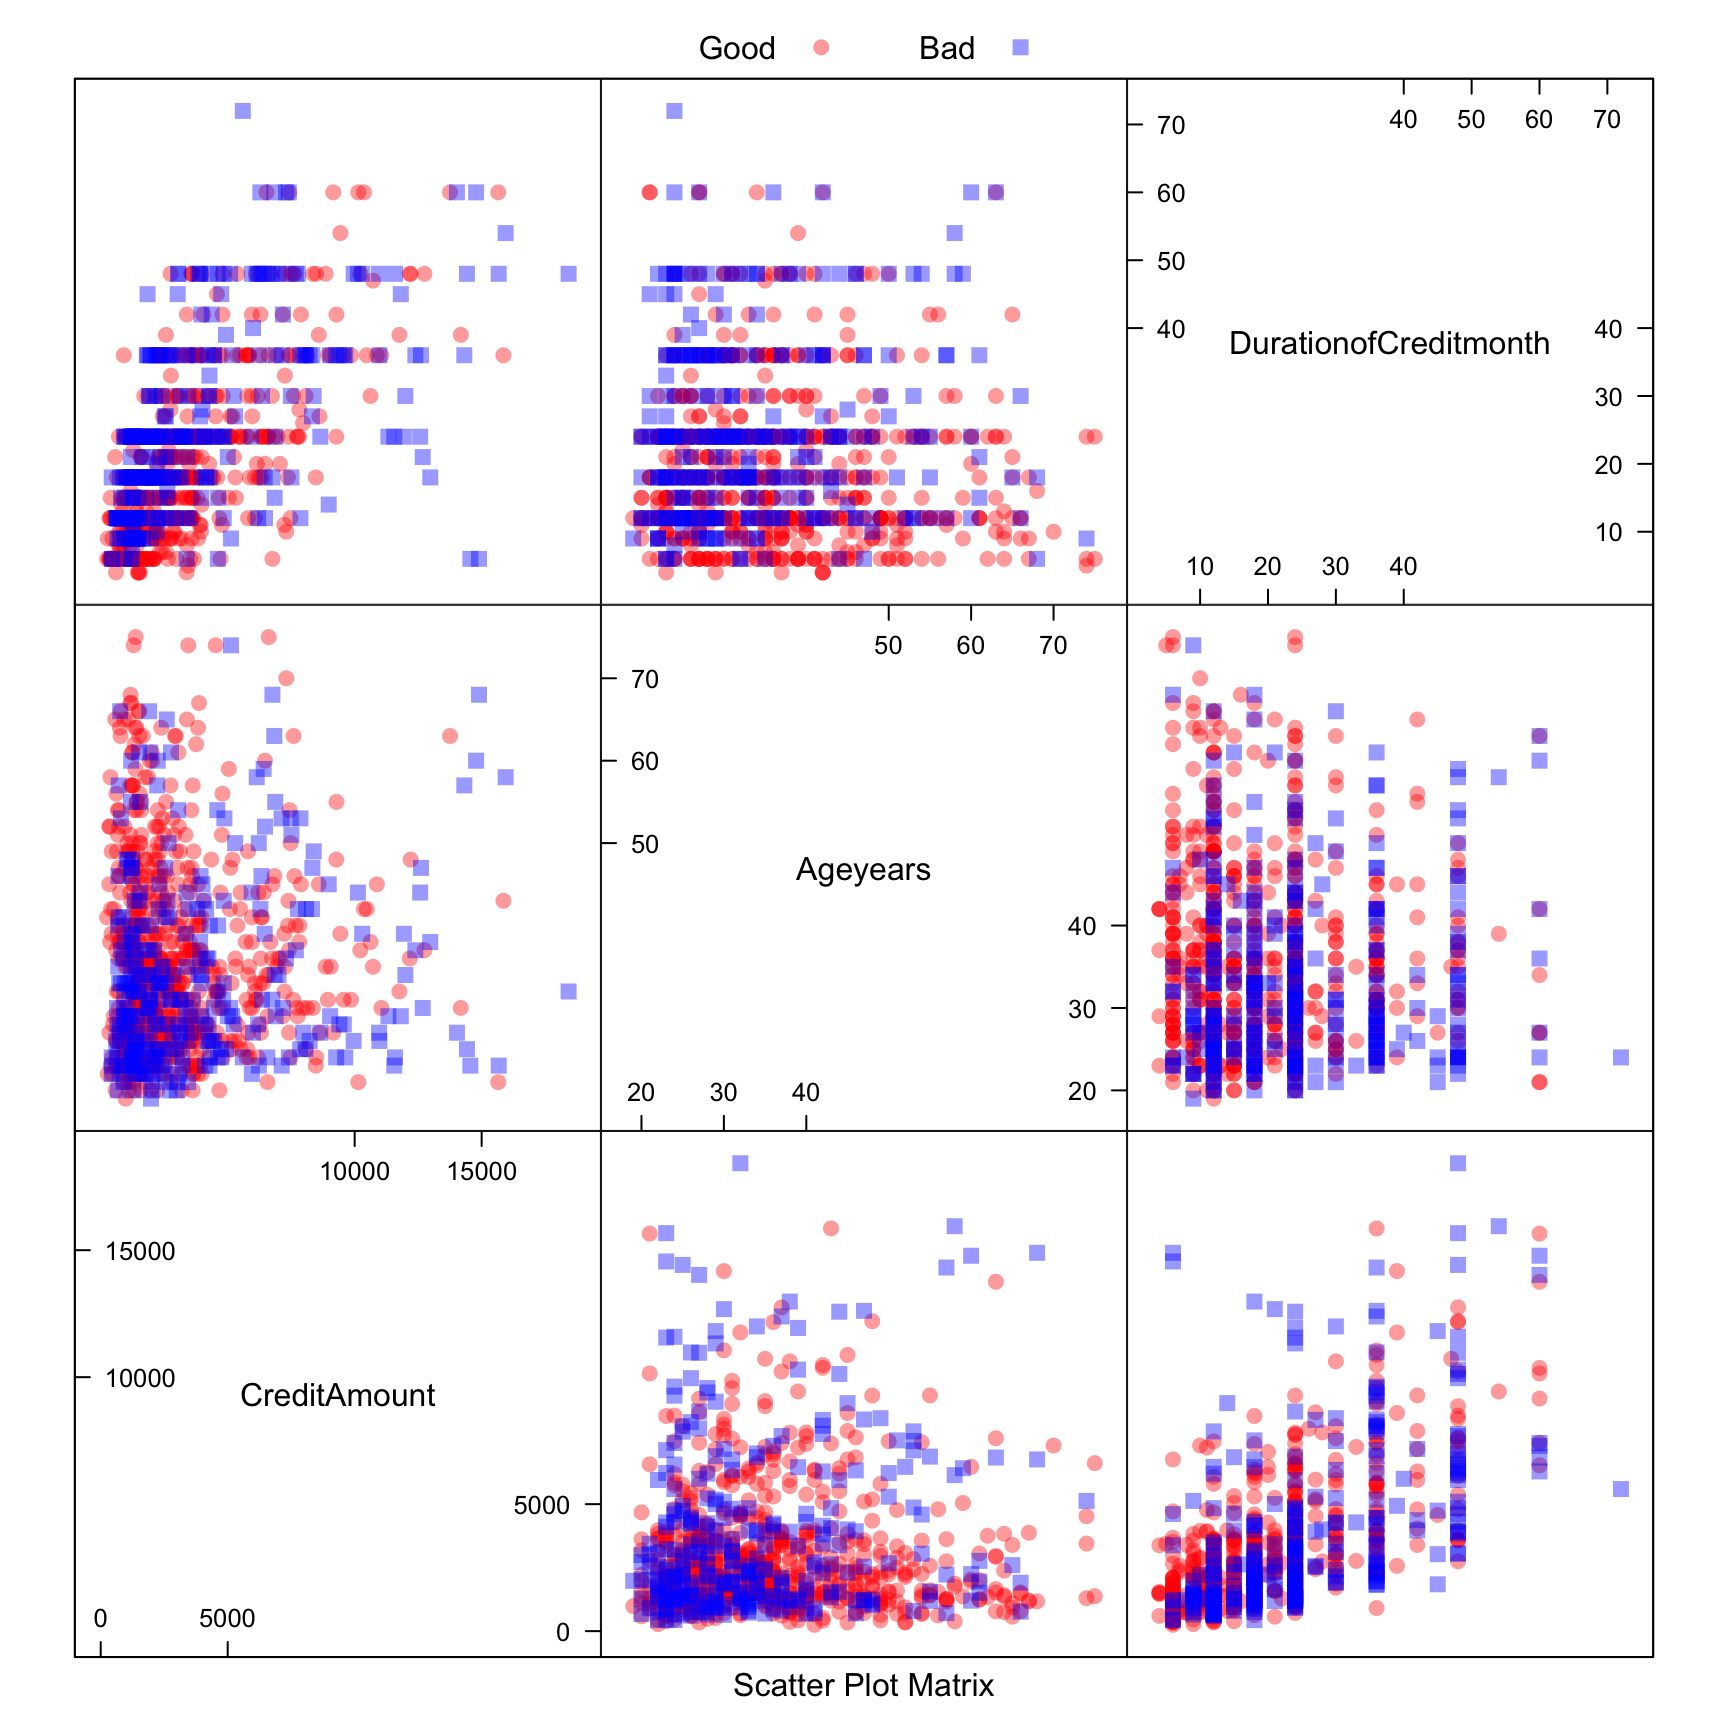 Good Bad
40 50 60 70
70
60
50
40
DurationofCreditmonth
40
30
20
10
10 20 30 40
50 60 70
70
60
50
Ageyears
40
30
20
20 30 40
10000 15000
15000
10000
CreditAmount
5000
0
0 5000
Scatter Plot Matrix